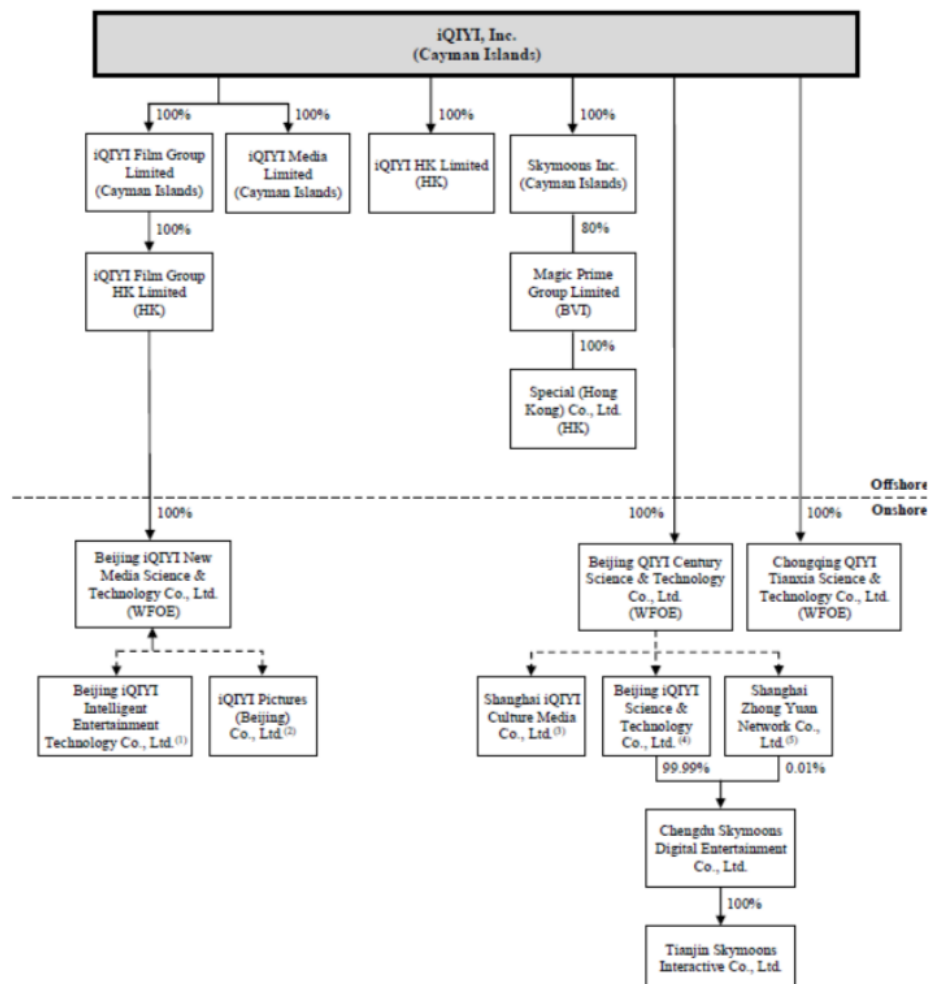 iQIYI, Inc.
(Cayman Islands)
100%
100%
100%
100%
iQIYI Film Group
Limited
(Cayman Islands)
iQIYI Media
Limited
(Cayman Islands)
iQIYI HK Limited
(HK)
Skymoons Inc.
(Cayman Islands)
100%
80%
iQIYI Film Group
HK Limited
(HK)
Magic Prime
Group Limited
(BVI)
100%
Special (Hong
Kong) Co., Ltd.
(HK)
Offshore
Onshore
100%
100%
100%
Beijing iQIYI New
Media Science &
Technology Co., Ltd.
(WFOE)
Beijing QIYI Century
Science & Technology
Co., Ltd.
(WFOE)
Chongqing QIYI
Tianxia Science &
Technology Co., Ltd.
(WFOE)
Beijing iQIYI
Intelligent
Entertainment
Technology Co., Ltd.(1)
iQIYI Pictures
(Beijing)
Co., Ltd.(2)
Shanghai iQIYI
Culture Media
Co., Ltd.(3)
Beijing iQIYI
Science &
Technology
Co., Ltd.(4)
Shanghai
Zhong Yuan
Network Co.,
Ltd.(5)
99.99%
0.01%
Chengdu Skymoons
Digital Entertainment
Co., Ltd.
100%
Tianjin Skymoons
Interactive Co., Ltd.